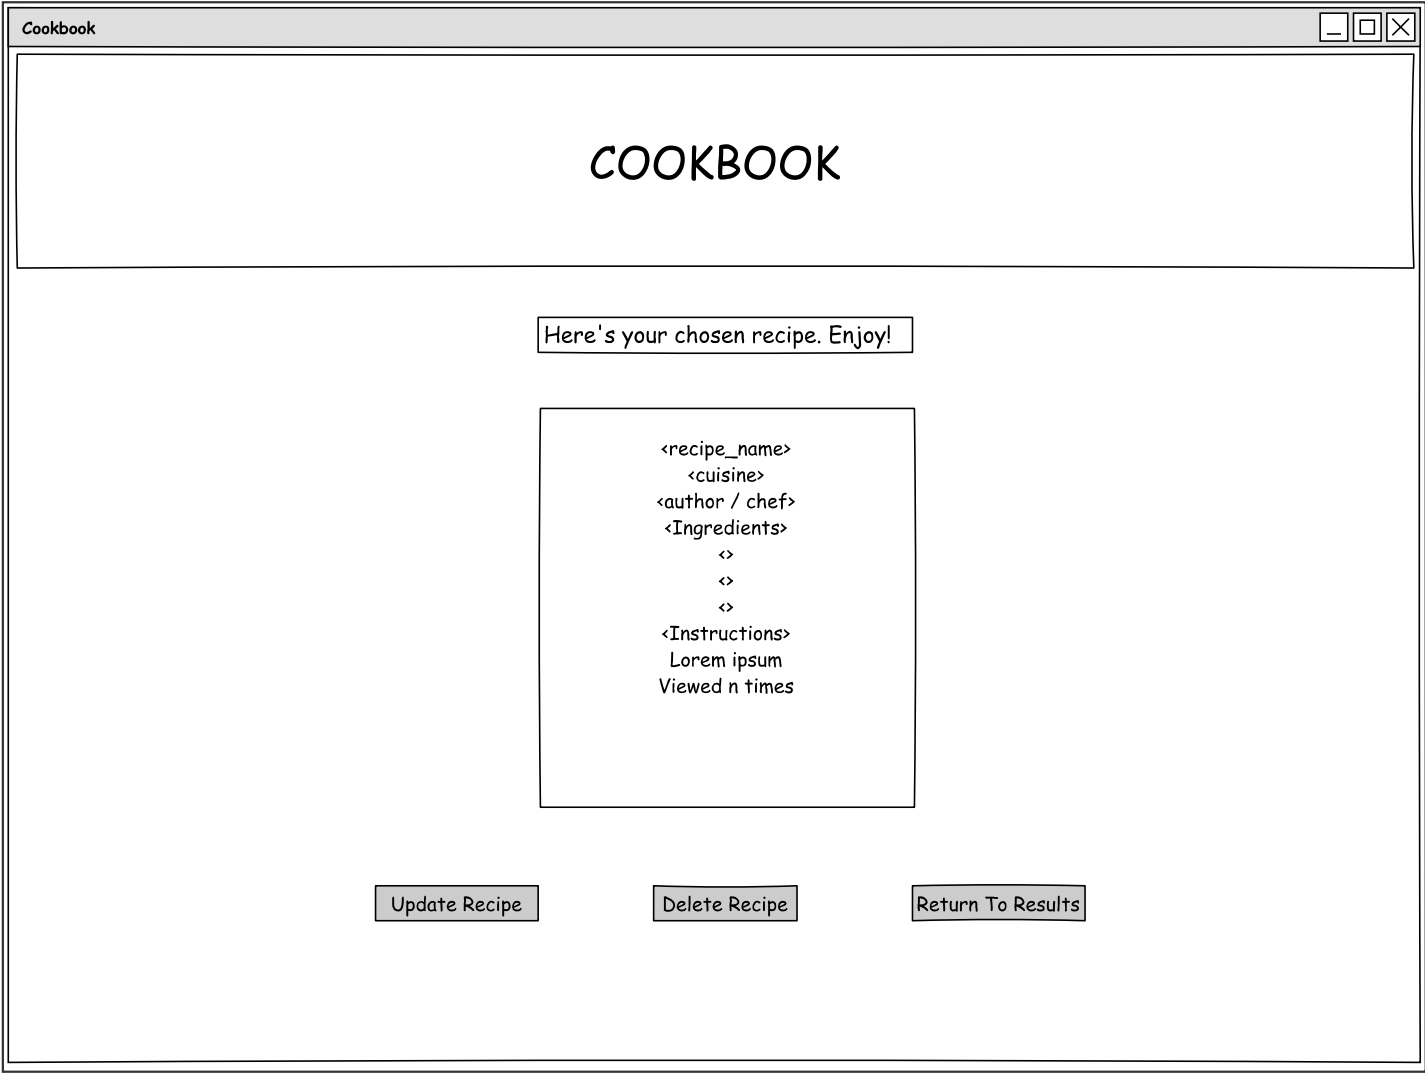 Cookbook
COOKBOOK
Here's your chosen recipe. Enjoy!
<recipe_name>
<cuisine>
<author / chef>
<Ingredients>
<>
<>
<>
<Instructions>
Lorem ipsum
Viewed n times
Update Recipe
Delete Recipe
Return To Results